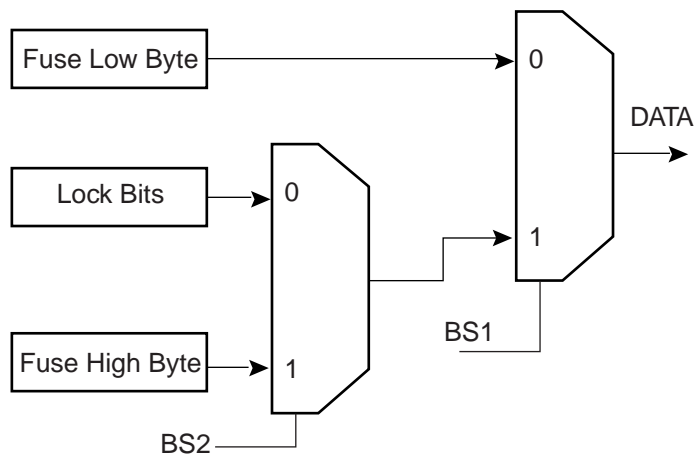 Fuse Low Byte
0
DATA
Lock Bits
0
1
BS1
Fuse High Byte
1
BS2